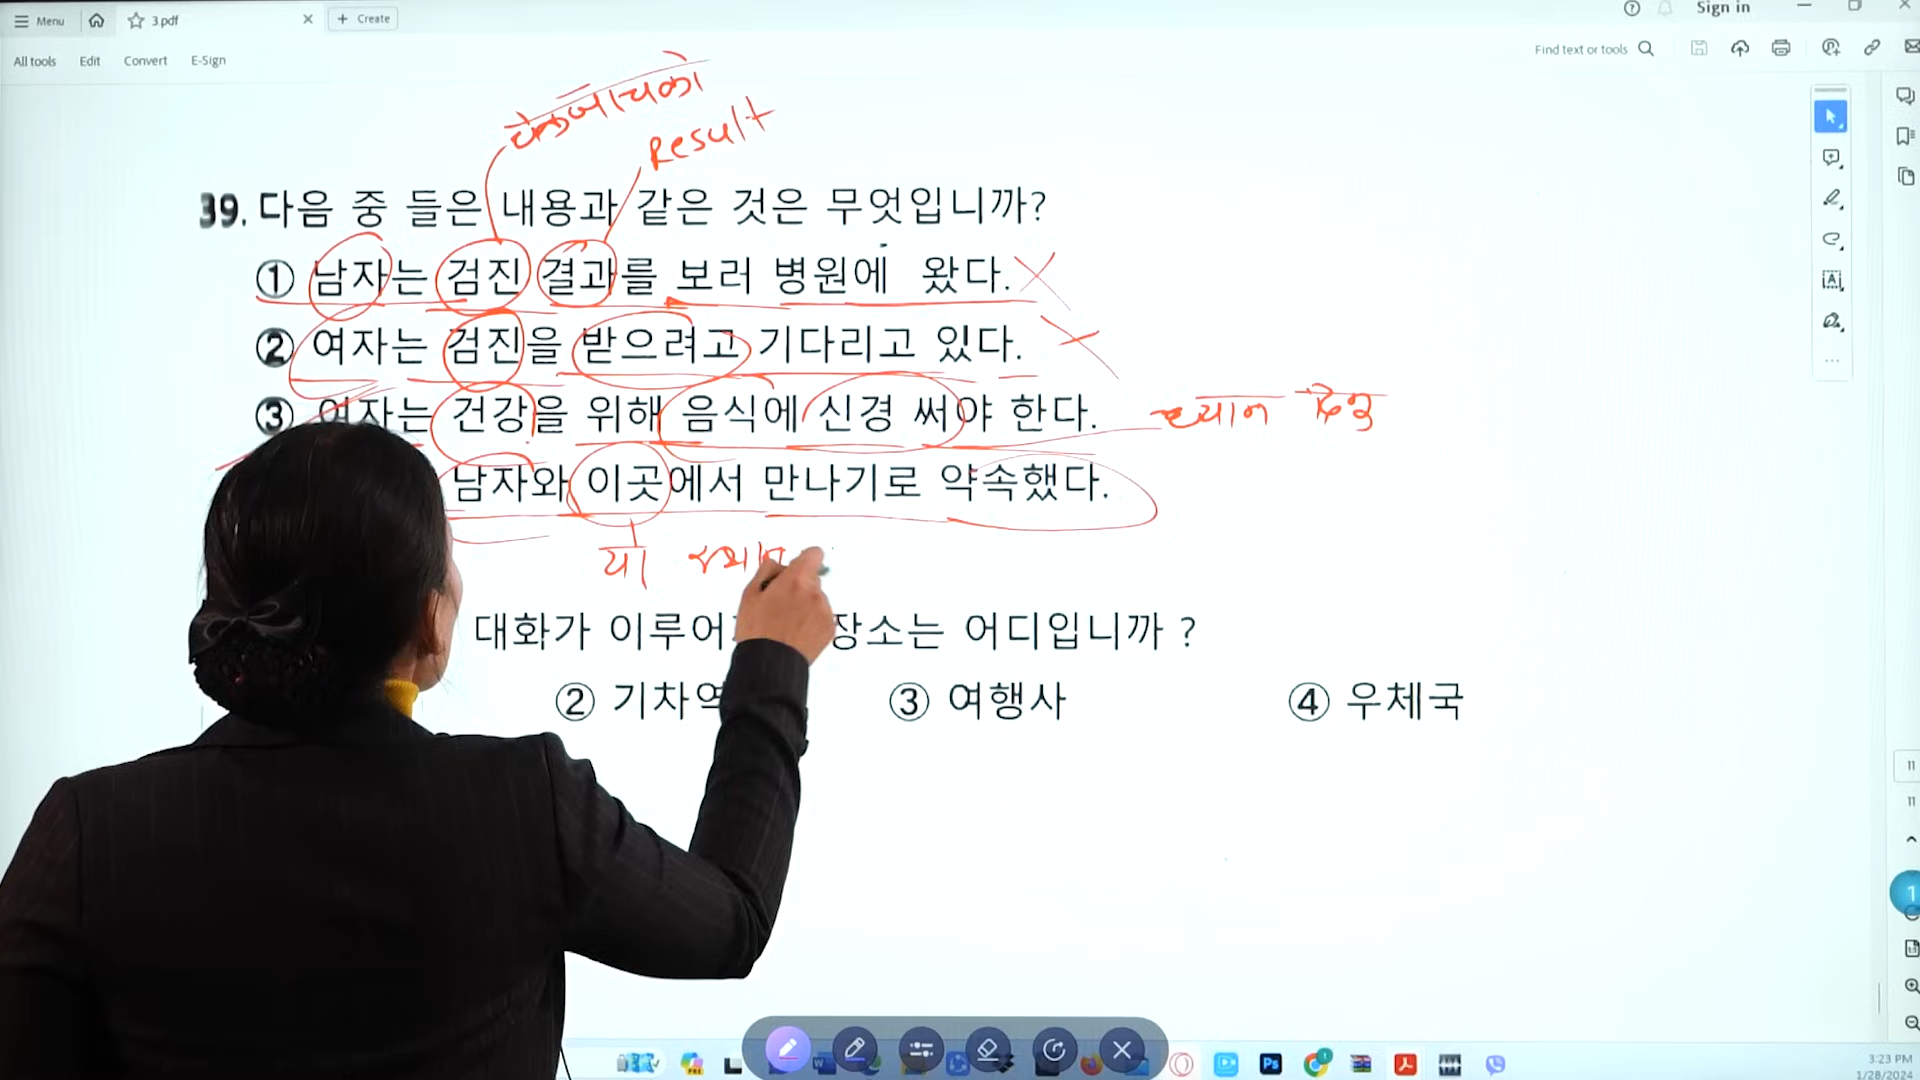 Menu
3.pdf
Create
Sign in
All tools
Edit
Convert
E-Sign
Find text or tools
Result
39. 다음 중 들은 내용과 같은 것은 무엇입니까?
① 남자는 검진 결과를 보러 병원에 왔다.
② 여자는 검진을 받으려고 기다리고 있다.
③ 여자는 건강을 위해 음식에 신경 써야 한다.
남자와 이곳에서 만나기로 약속했다.
대화가 장소는 어디입니까 ?
② 기차역
③ 여행사
④ 우체국
11
11
3:23 PM
1/28/2024